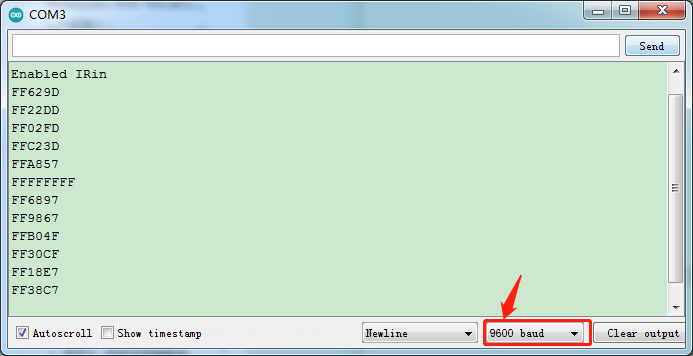 COM3
Send
Enabled IRin
FF629D
FF22DD
FF02FD
FFC23D
FFA857
FFFFFFFF
FF6897
FF9867
FFB04F
FF30CF
FF18E7
FF38C7
Autoscroll Show timestamp Newline 9600 baud Clear output